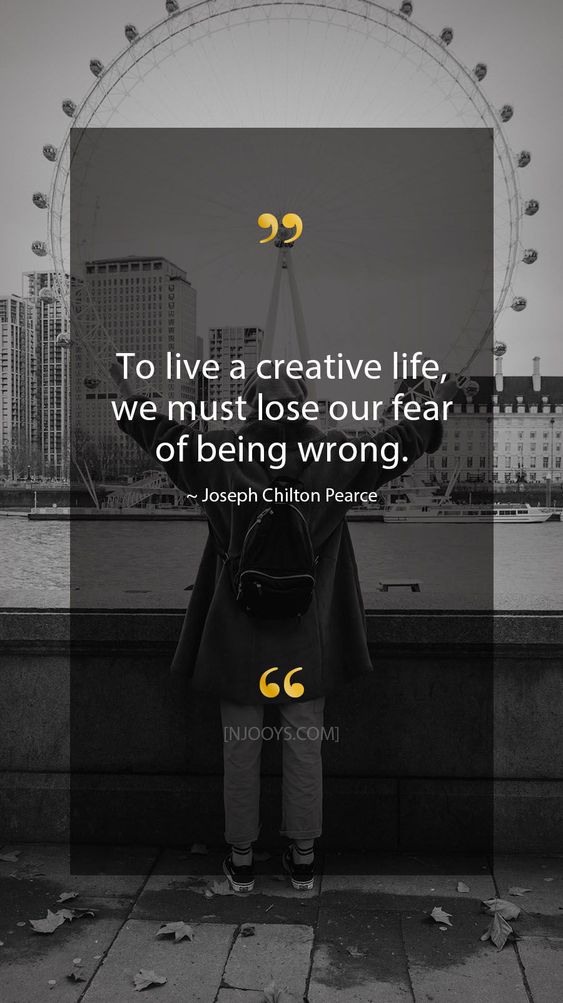 ”
To live a creative life,
we must lose our fear
of being wrong.
~ Joseph Chilton Pearce
“
[NJOOYS.COM]